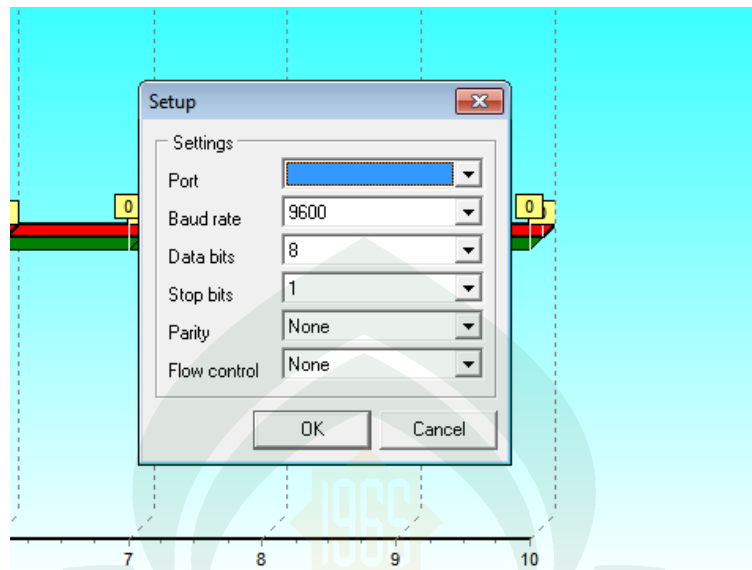 Setup
Settings
Port
Baud rate 9600
Data bits 8
Stop bits 1
Parity None
Flow control None
OK Cancel
0 0
1965
7 8 9 10